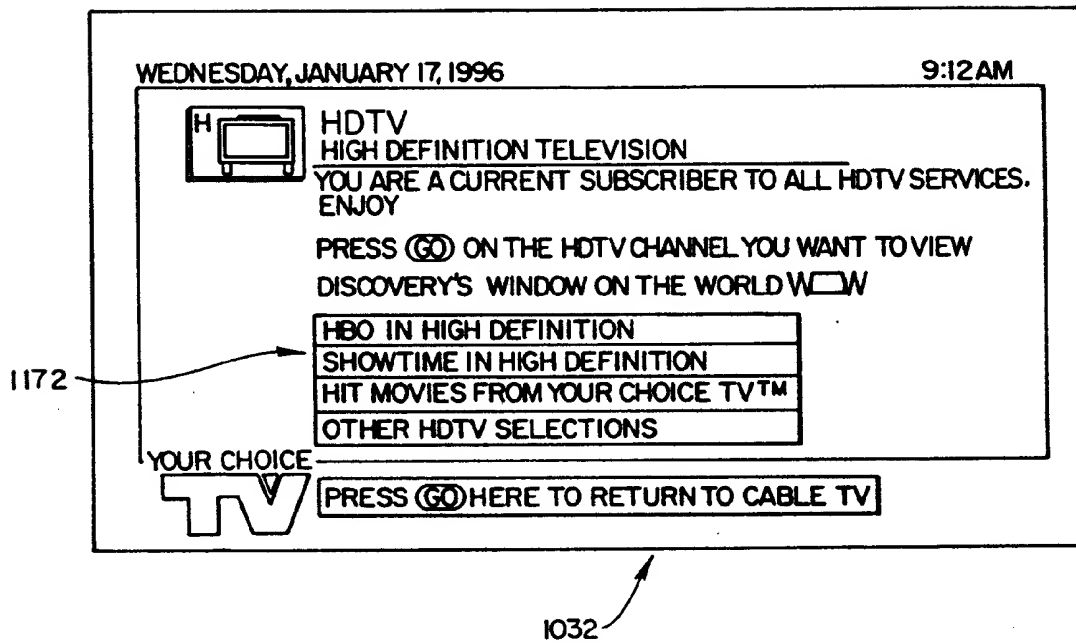 WEDNESDAY, JANUARY 17, 1996 9:12AM
H
HDTV
HIGH DEFINITION TELEVISION
YOU ARE A CURRENT SUBSCRIBER TO ALL HDTV SERVICES.
ENJOY
PRESS GO ON THE HDTV CHANNEL YOU WANT TO VIEW
DISCOVERY'S WINDOW ON THE WORLD WOW
HBO IN HIGH DEFINITION
SHOWTIME IN HIGH DEFINITION
1172
HIT MOVIES FROM YOUR CHOICE TV™
OTHER HDTV SELECTIONS
YOUR CHOICE
TV
PRESS GO HERE TO RETURN TO CABLE TV
1032